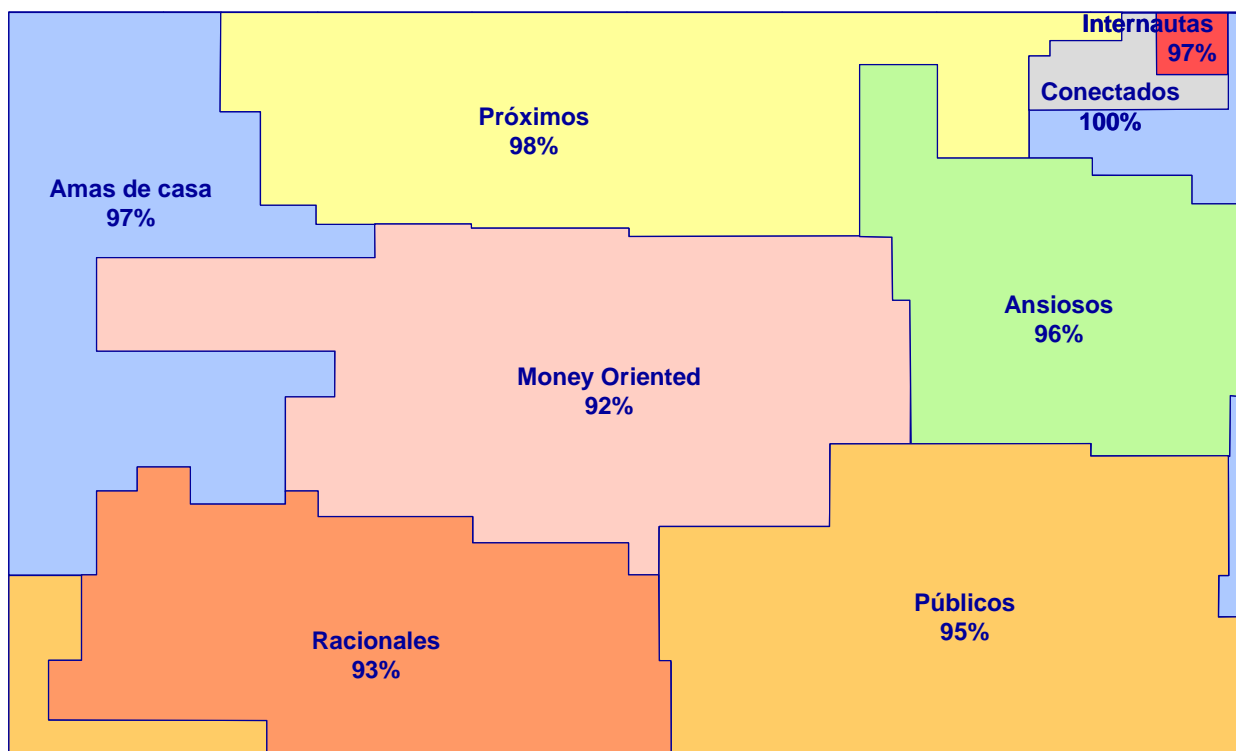 Internautas
97%
Conectados
100%
Próximos
98%
Amas de casa
97%
Ansiosos
96%
Money Oriented
92%
Públicos
95%
Racionales
93%